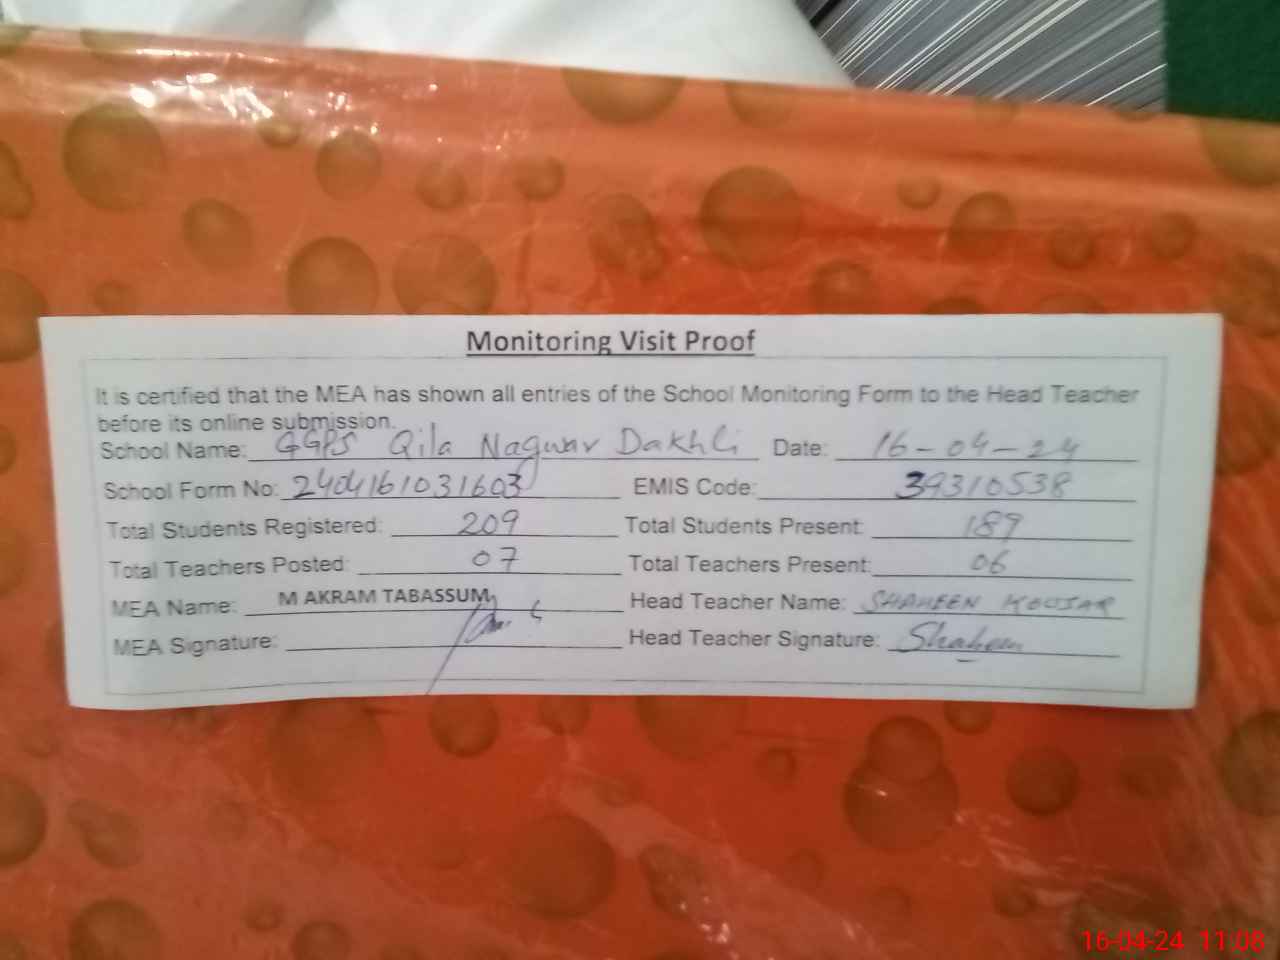 Monitoring Visit Proof
It is certified that the MEA has shown all entries of the School Monitoring Form to the Head Teacher
before its online submission.
School Name: GGPS Qila Nagwar Dakhli Date: 16-04-24
School Form No: 2404161031603 EMIS Code: 39310538
Total Students Registered: 209 Total Students Present: 189
Total Teachers Posted: 07 Total Teachers Present: 06
MEA Name: M AKRAM TABASSUM Head Teacher Name: SHAHEEN KOUSAR
MEA Signature: Head Teacher Signature: Shaheen
16-04-24 11:08